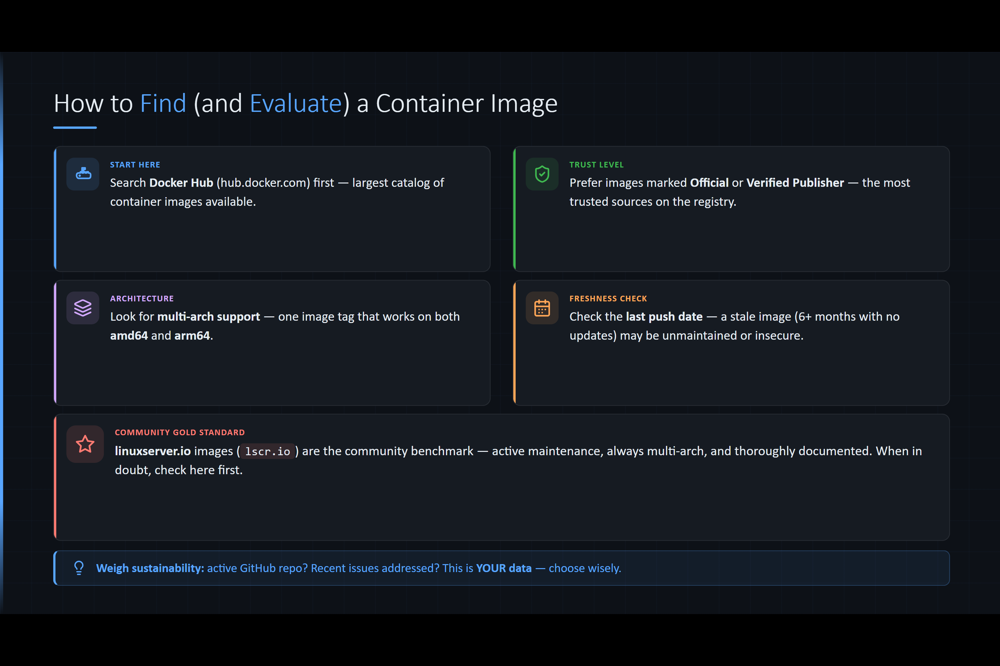 How to Find (and Evaluate) a Container Image
START HERE
Search Docker Hub (hub.docker.com) first — largest catalog of
container images available.
TRUST LEVEL
Prefer images marked Official or Verified Publisher — the most
trusted sources on the registry.
ARCHITECTURE
Look for multi-arch support — one image tag that works on both
amd64 and arm64.
FRESHNESS CHECK
Check the last push date — a stale image (6+ months with no
updates) may be unmaintained or insecure.
COMMUNITY GOLD STANDARD
linuxserver.io images ( lscr.io ) are the community benchmark — active maintenance, always multi-arch, and thoroughly documented. When in
doubt, check here first.
Weigh sustainability: active GitHub repo? Recent issues addressed? This is YOUR data — choose wisely.